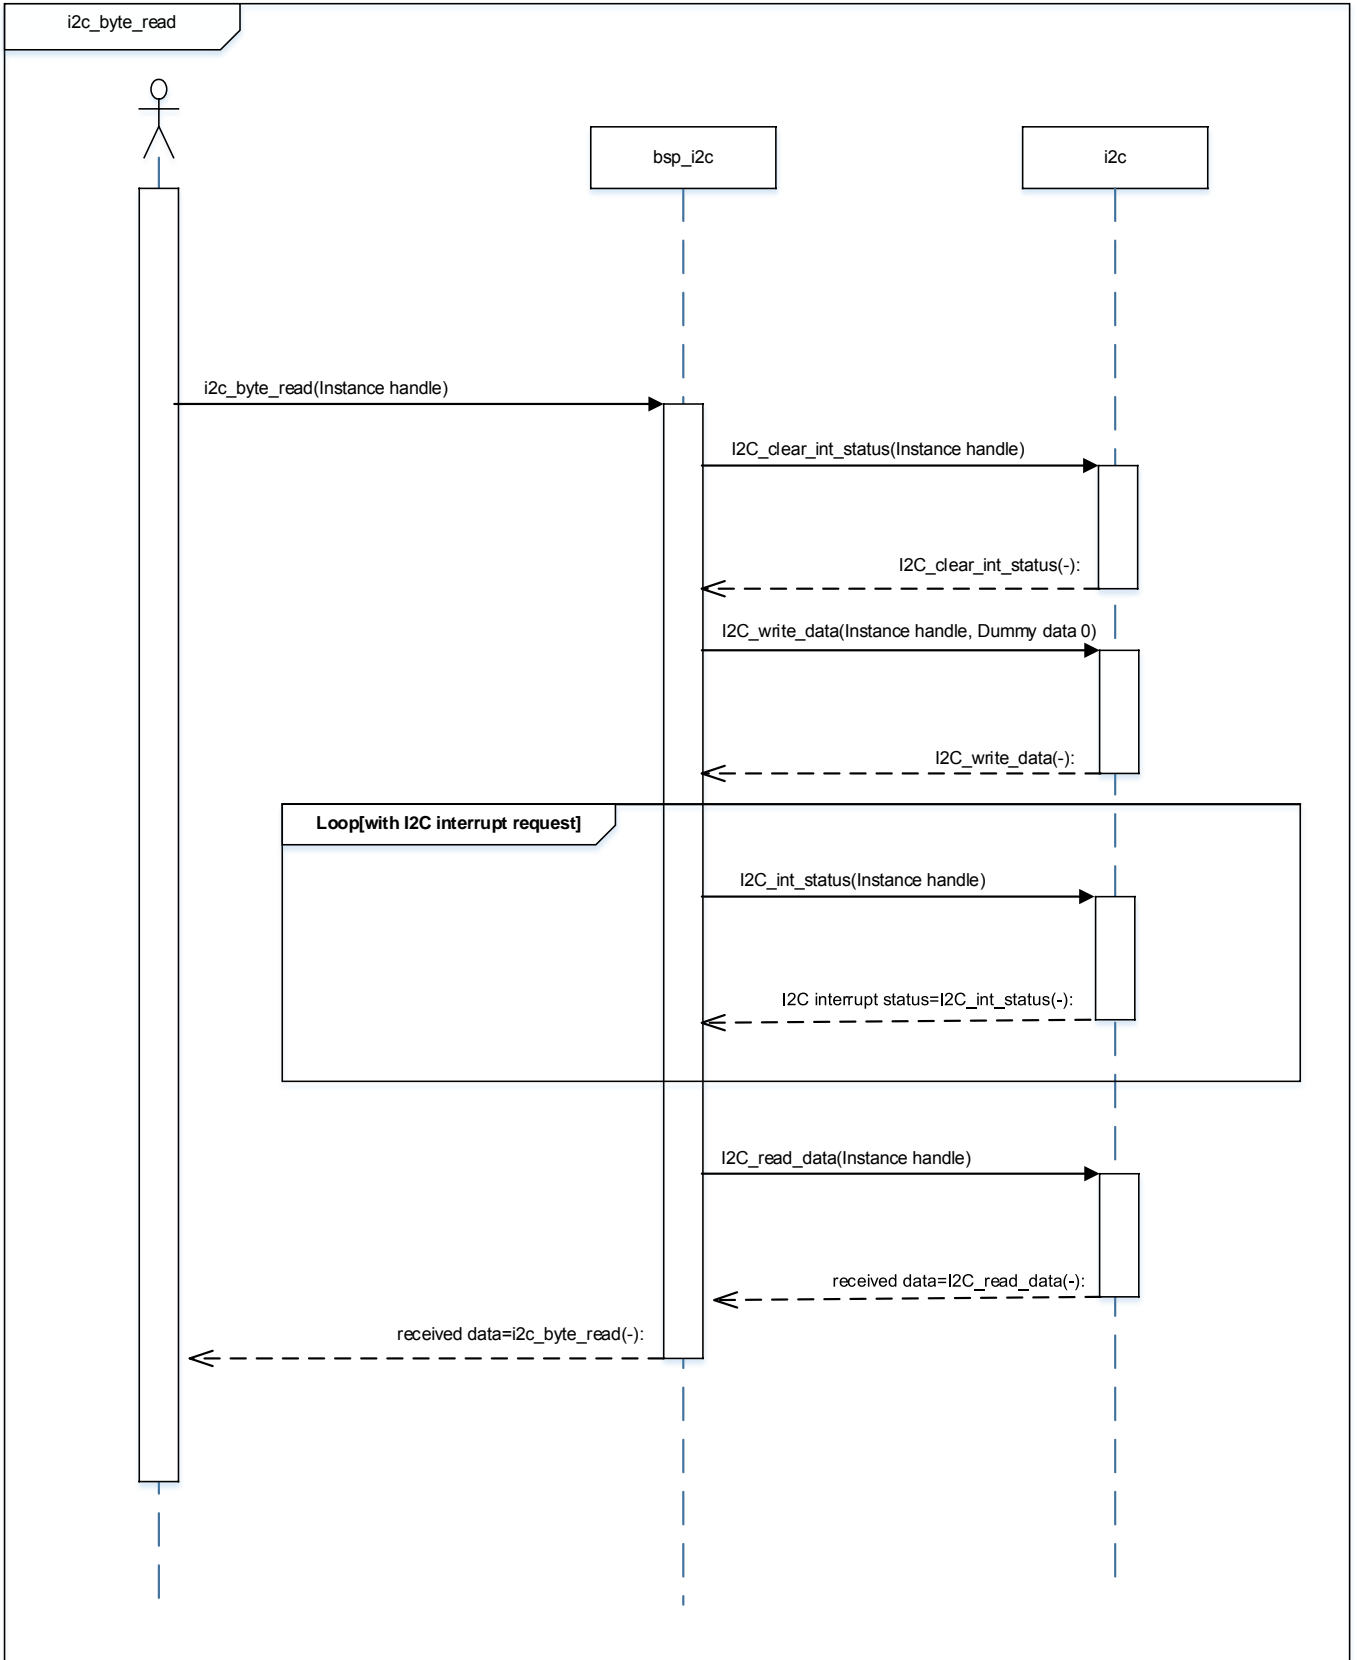 i2c_byte_read
bsp_i2c
i2c
i2c_byte_read(Instance handle)
I2C_clear_int_status(Instance handle)
I2C_clear_int_status(-):
I2C_write_data(Instance handle, Dummy data 0)
I2C_write_data(-):
Loop[with I2C interrupt request]
I2C_int_status(Instance handle)
I2C interrupt status=I2C_int_status(-):
I2C_read_data(Instance handle)
received data=I2C_read_data(-):
received data=i2c_byte_read(-):